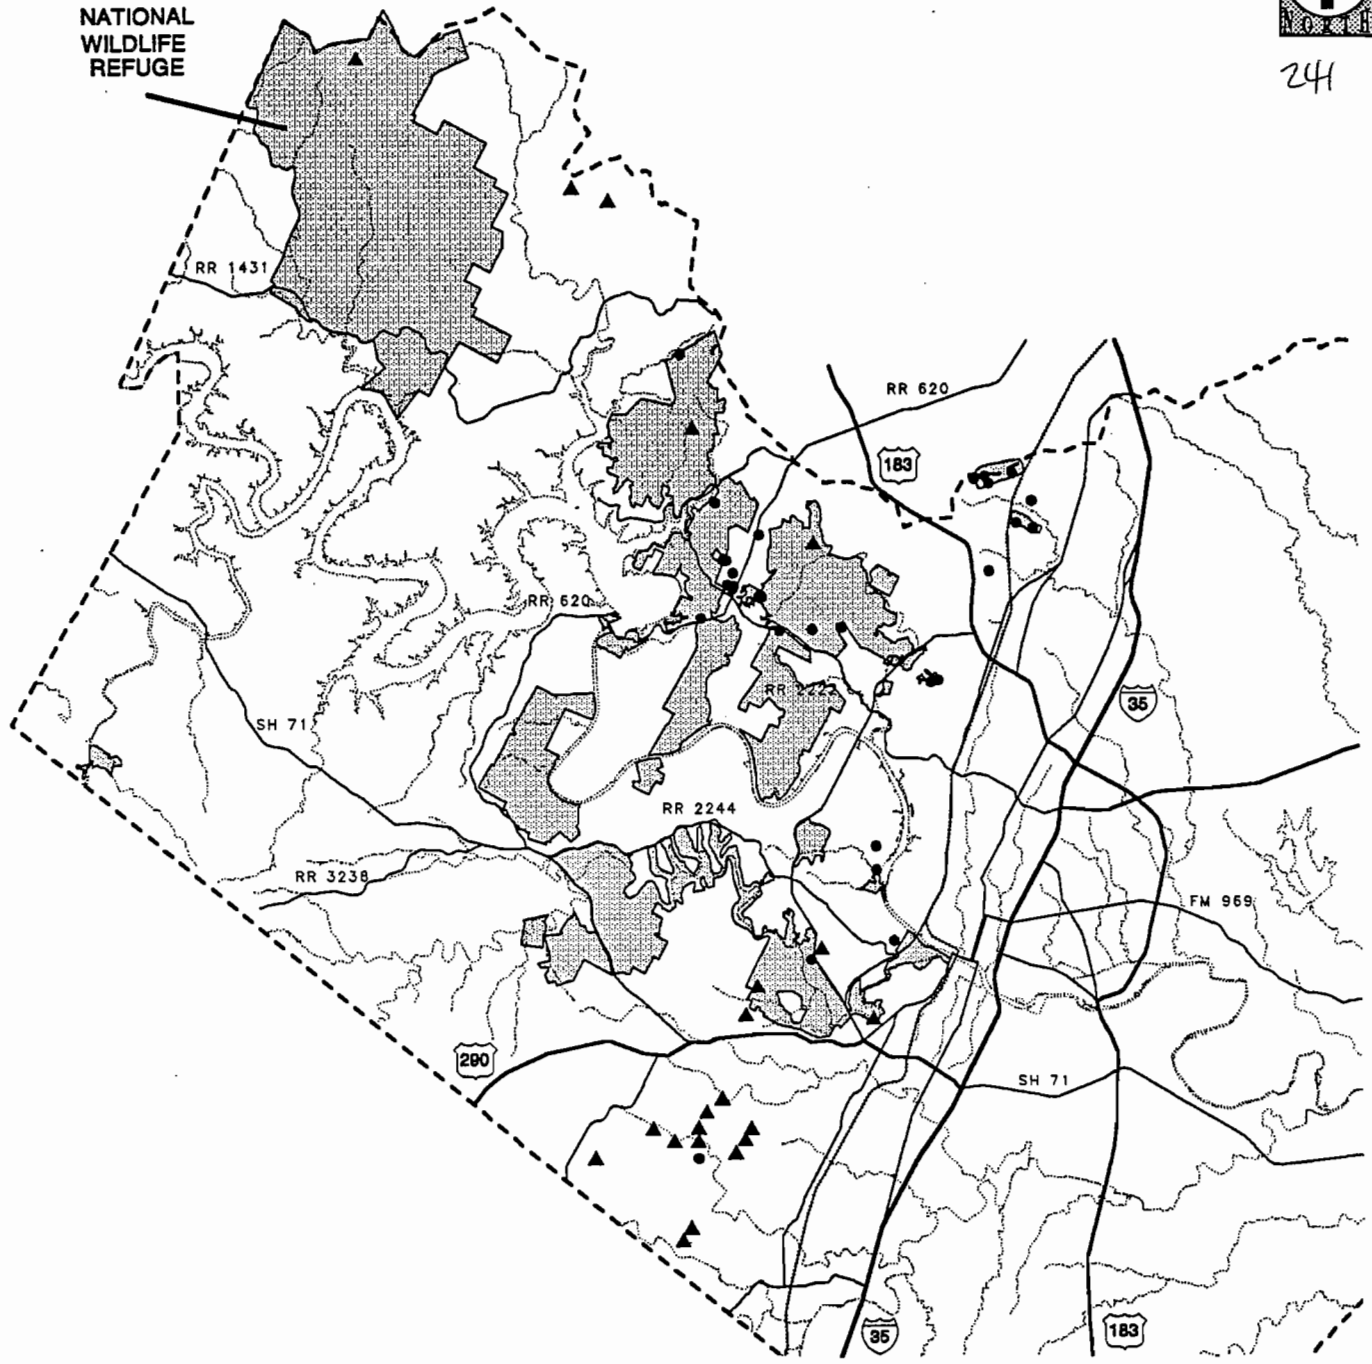 NATIONAL
WILDLIFE
REFUGE
NORTH
241
RR 1431
RR 620
183
RR 620
RR 2222
35
SH 71
RR 2244
RR 3238
FM 969
290
SH 71
35
183